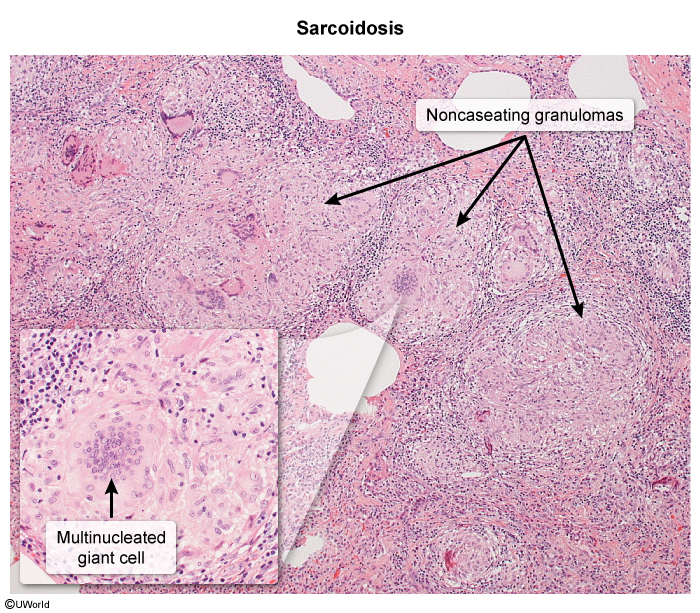 Sarcoidosis
Noncaseating granulomas
Multinucleated
giant cell
©UWorld